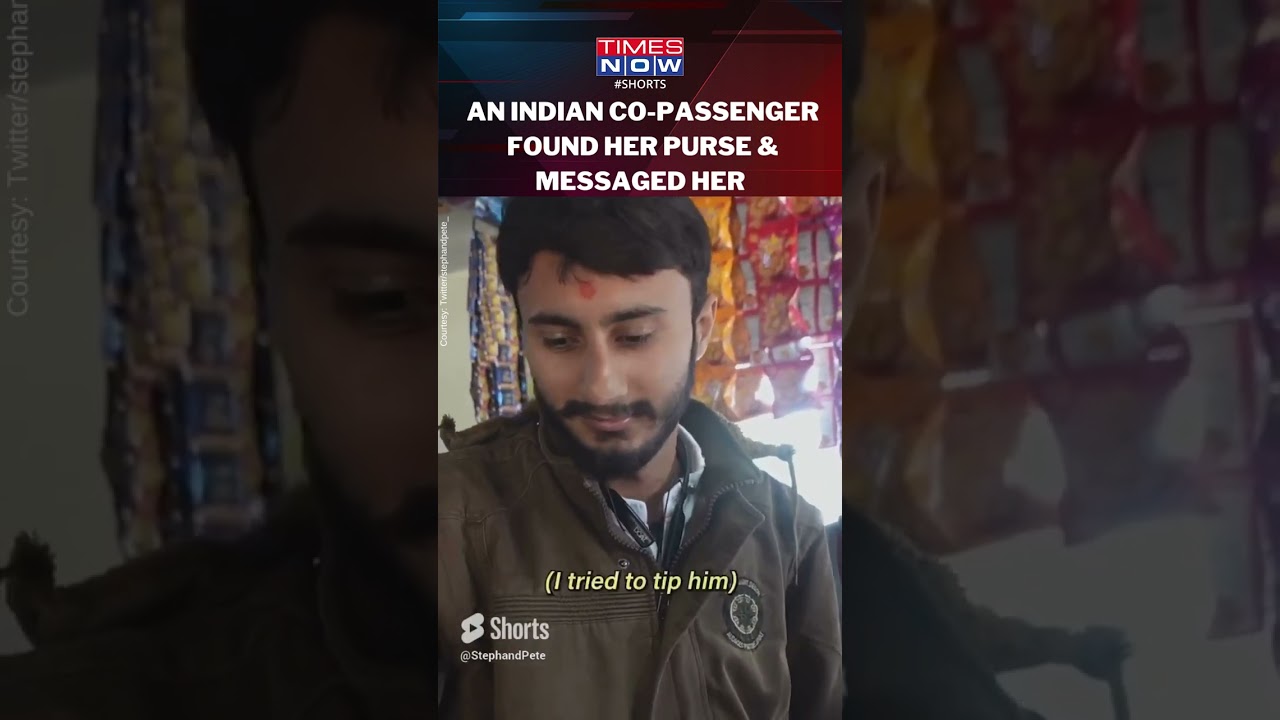 TIMES
NOW
#SHORTS
AN INDIAN CO-PASSENGER
FOUND HER PURSE &
MESSAGED HER
Courtesy: Twitter/stephandpete_
Courtesy: Twitter/stephan
(I tried to tip him)
Shorts
@StephandPete